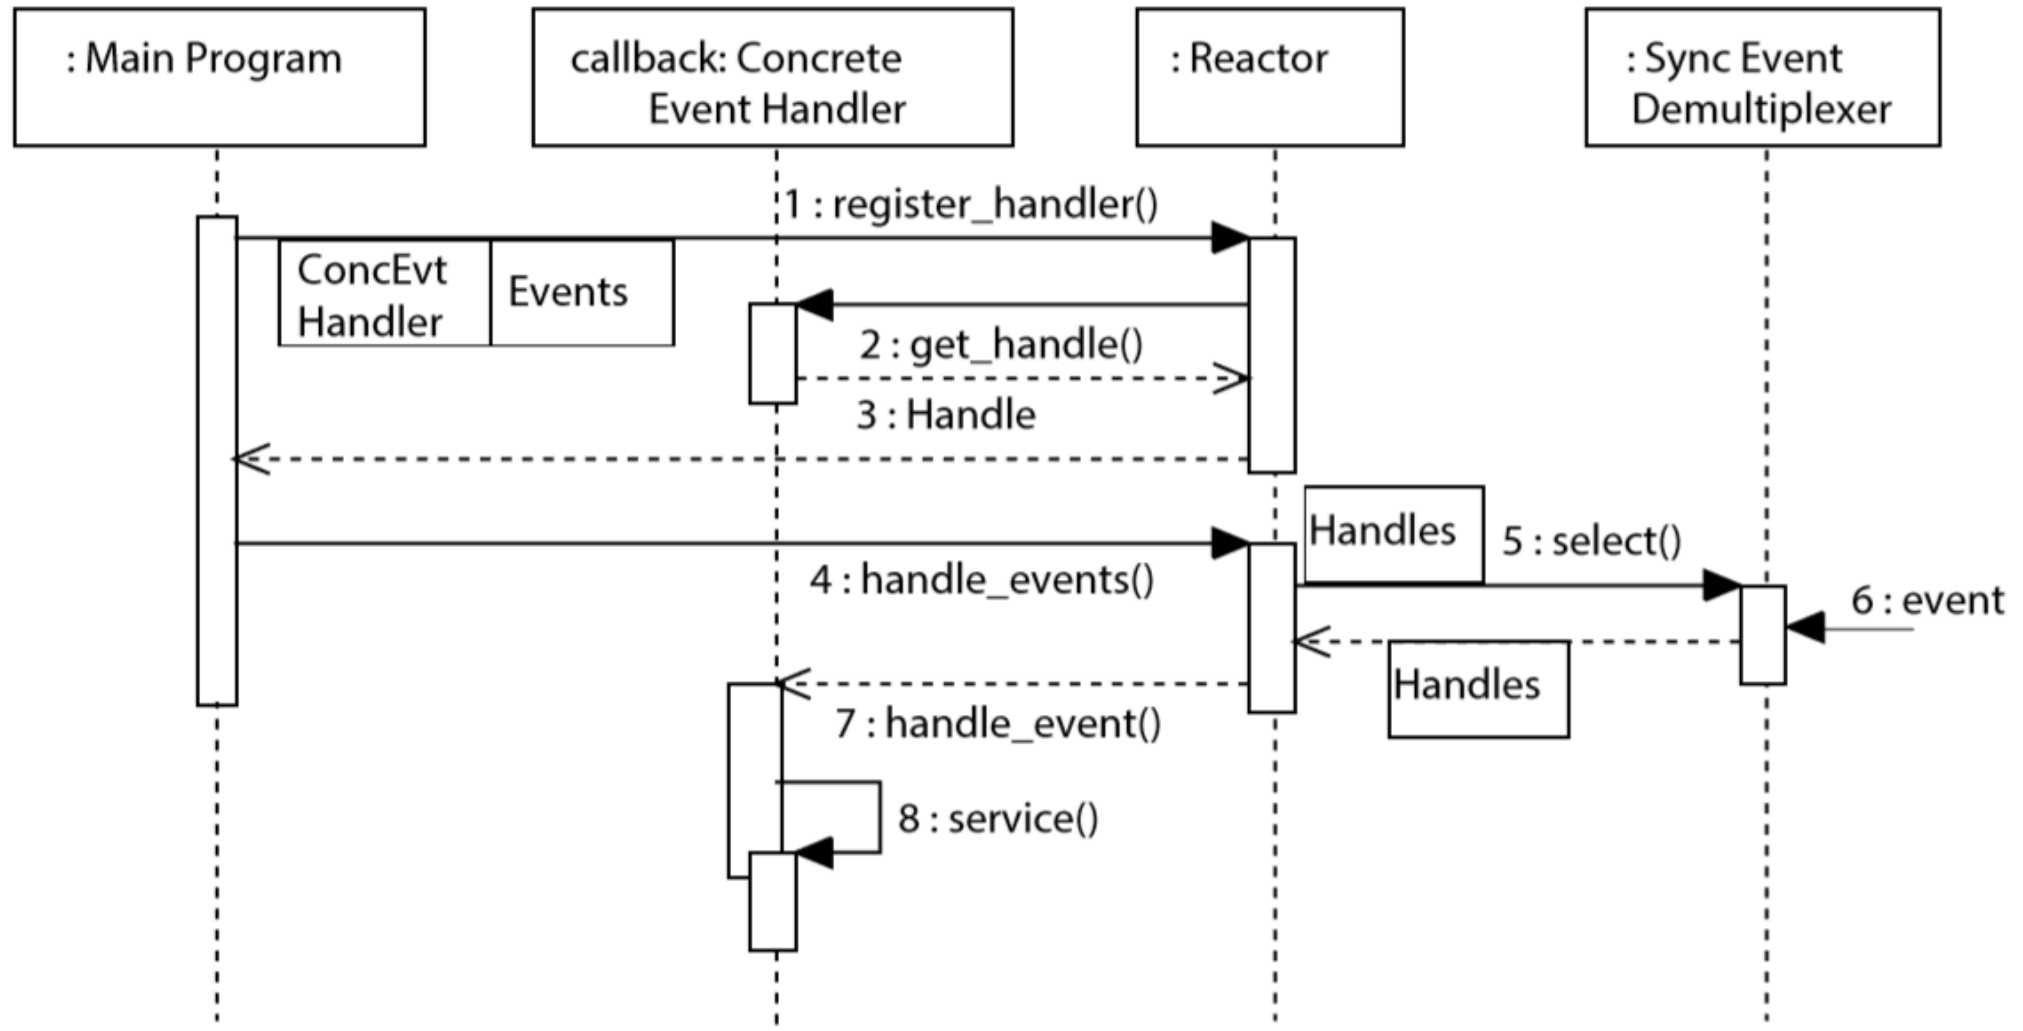 : Main Program
callback: Concrete
Event Handler
: Reactor
: Sync Event
Demultiplexer
1 : register_handler()
ConcEvt
Handler
Events
2 : get_handle()
3 : Handle
Handles
5 : select()
4 : handle_events()
6 : event
Handles
7 : handle_event()
8 : service()